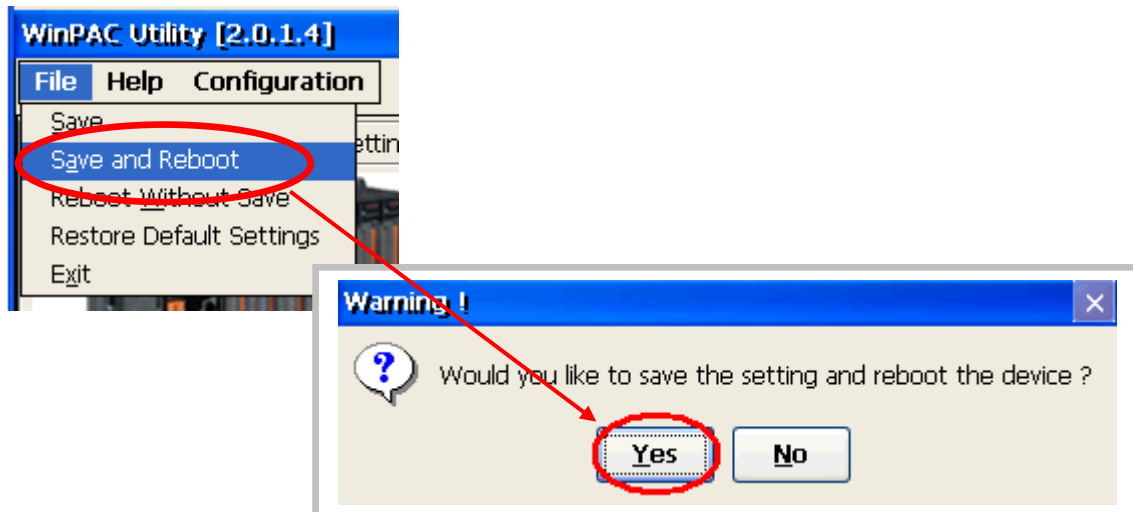 WinPAC Utility [2.0.1.4]
File Help Configuration
Save
Save and Reboot
Reboot Without Save
Restore Default Settings
Exit
Warning !
Would you like to save the setting and reboot the device ?
Yes No